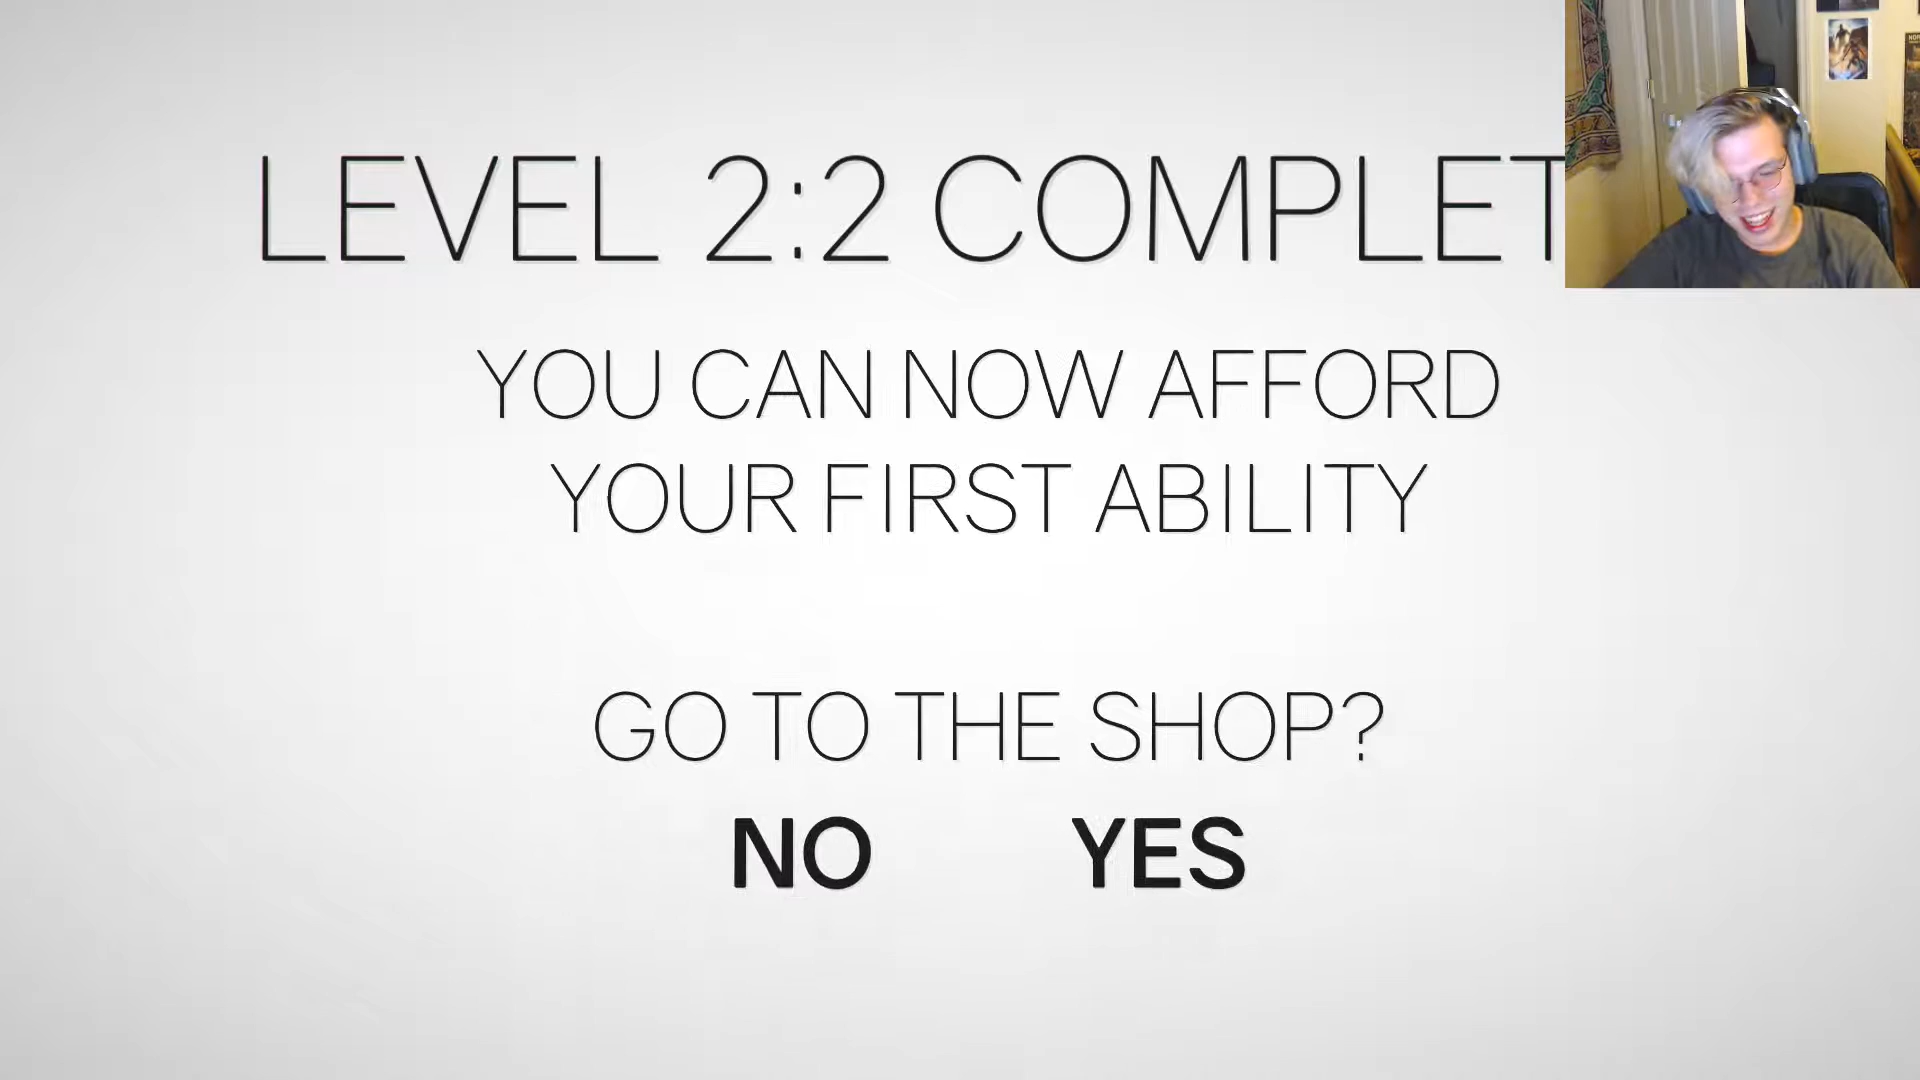 LEVEL 2:2 COMPLET
YOU CAN NOW AFFORD
YOUR FIRST ABILITY
GO TO THE SHOP?
NO YES